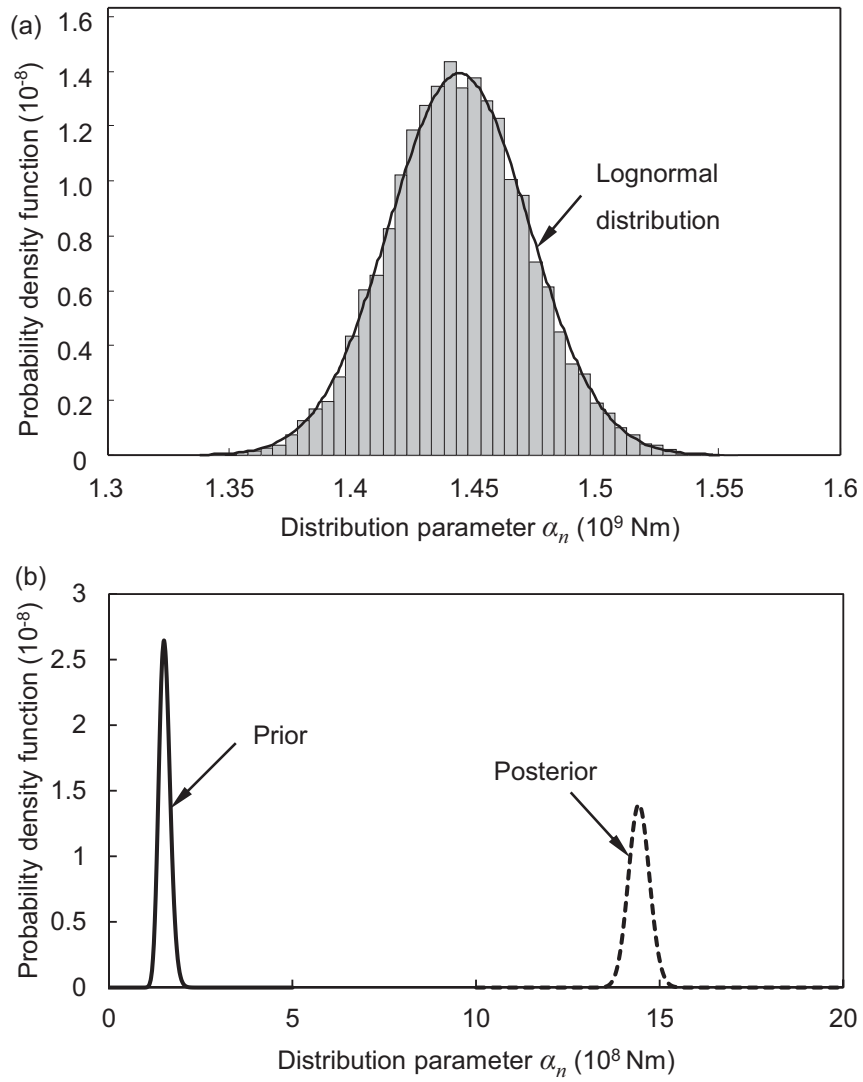 (a)
Probability density function (10⁻⁸)
1.6
1.4
1.2
1.0
0.8
0.6
0.4
0.2
0
Lognormal
distribution
1.3 1.35 1.4 1.45 1.5 1.55 1.6
Distribution parameter αₙ (10⁹ Nm)
(b)
Probability density function (10⁻⁸)
3
2.5
2
1.5
1
0.5
0
Prior
Posterior
0 5 10 15 20
Distribution parameter αₙ (10⁸ Nm)